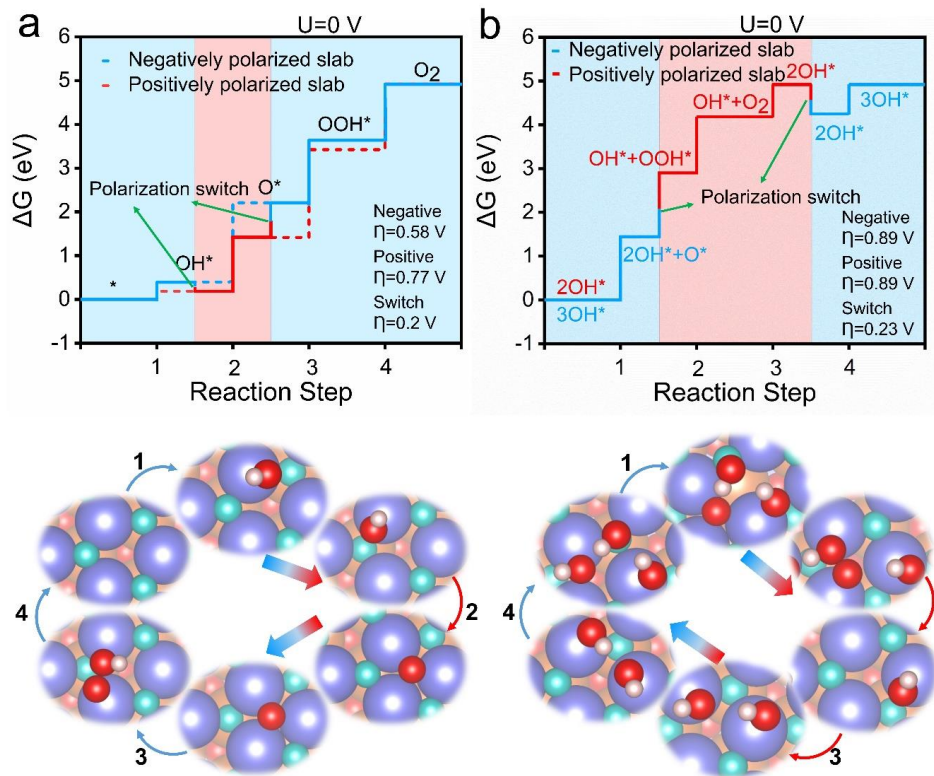 a
U=0 V
6
5
4
3
2
1
0
-1
ΔG (eV)
Negatively polarized slab
Positively polarized slab
O₂
OOH*
O*
Polarization switch
OH*
*
Negative
η=0.58 V
Positive
η=0.77 V
Switch
η=0.2 V
1 2 3 4
Reaction Step
b
U=0 V
6
5
4
3
2
1
0
-1
ΔG (eV)
Negatively polarized slab
Positively polarized slab
2OH*
OH*+O₂
3OH*
2OH*
OH*+OOH*
Polarization switch
2OH*+O*
2OH*
3OH*
Negative
η=0.89 V
Positive
η=0.89 V
Switch
η=0.23 V
1 2 3 4
Reaction Step
1
2
3
4
1
2
3
4